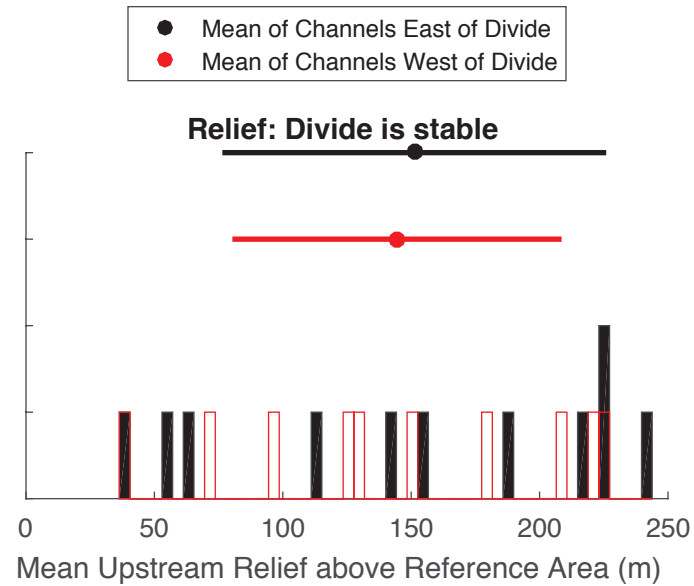 Mean of Channels East of Divide
Mean of Channels West of Divide
Relief: Divide is stable
0 50 100 150 200 250
Mean Upstream Relief above Reference Area (m)